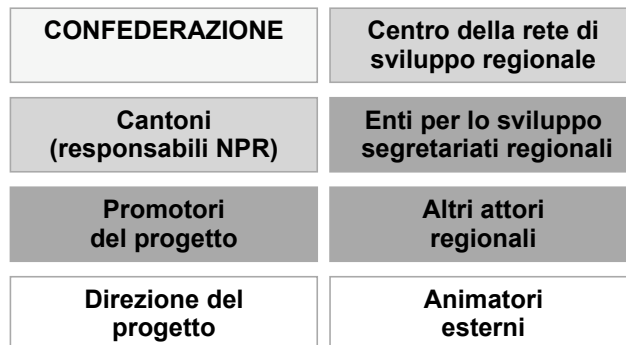 CONFEDERAZIONE
Centro della rete di
sviluppo regionale
Cantoni
(responsabili NPR)
Enti per lo sviluppo
segretariati regionali
Promotori
del progetto
Altri attori
regionali
Direzione del
progetto
Animatori
esterni